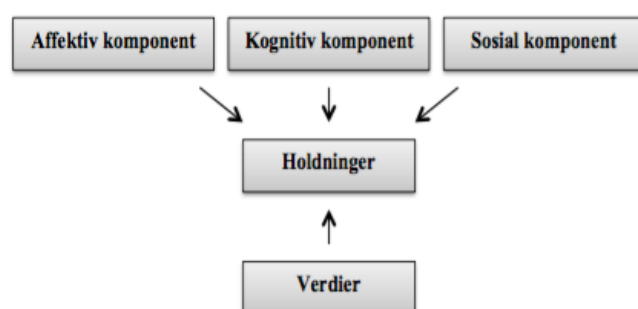 Affektiv komponent
Kognitiv komponent
Sosial komponent
Holdninger
Verdier